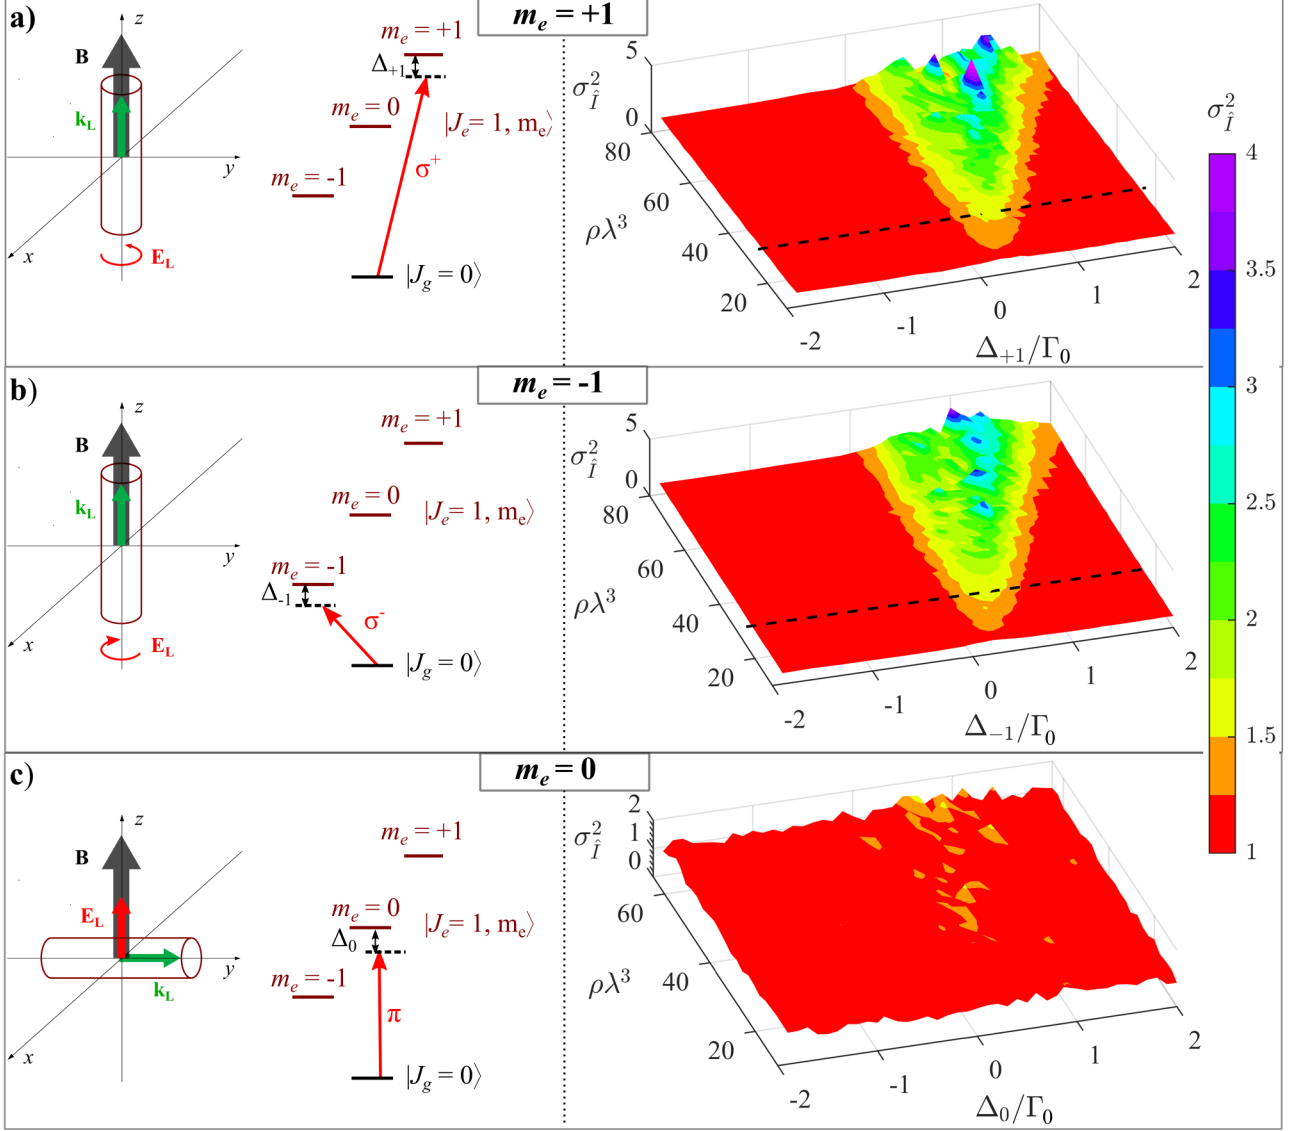 a)
m_e = +1
z
B
k_L
y
x
E_L
m_e = +1
Δ_{+1}
m_e = 0
|J_e = 1, m_e⟩
m_e = -1
σ^+
|J_g = 0⟩
5
σ_Î^2
0
80
60
ρλ^3
40
20
-2
-1
0
1
2
Δ_{+1}/Γ_0
b)
m_e = -1
z
B
k_L
y
x
E_L
m_e = +1
m_e = 0
|J_e = 1, m_e⟩
m_e = -1
Δ_{-1}
σ^-
|J_g = 0⟩
5
σ_Î^2
0
80
60
ρλ^3
40
20
-2
-1
0
1
2
Δ_{-1}/Γ_0
c)
m_e = 0
z
B
E_L
y
k_L
x
m_e = +1
m_e = 0
|J_e = 1, m_e⟩
Δ_0
m_e = -1
π
|J_g = 0⟩
2
1
σ_Î^2
0
60
ρλ^3
40
20
-2
-1
0
1
2
Δ_0/Γ_0
σ_Î^2
4
3.5
3
2.5
2
1.5
1